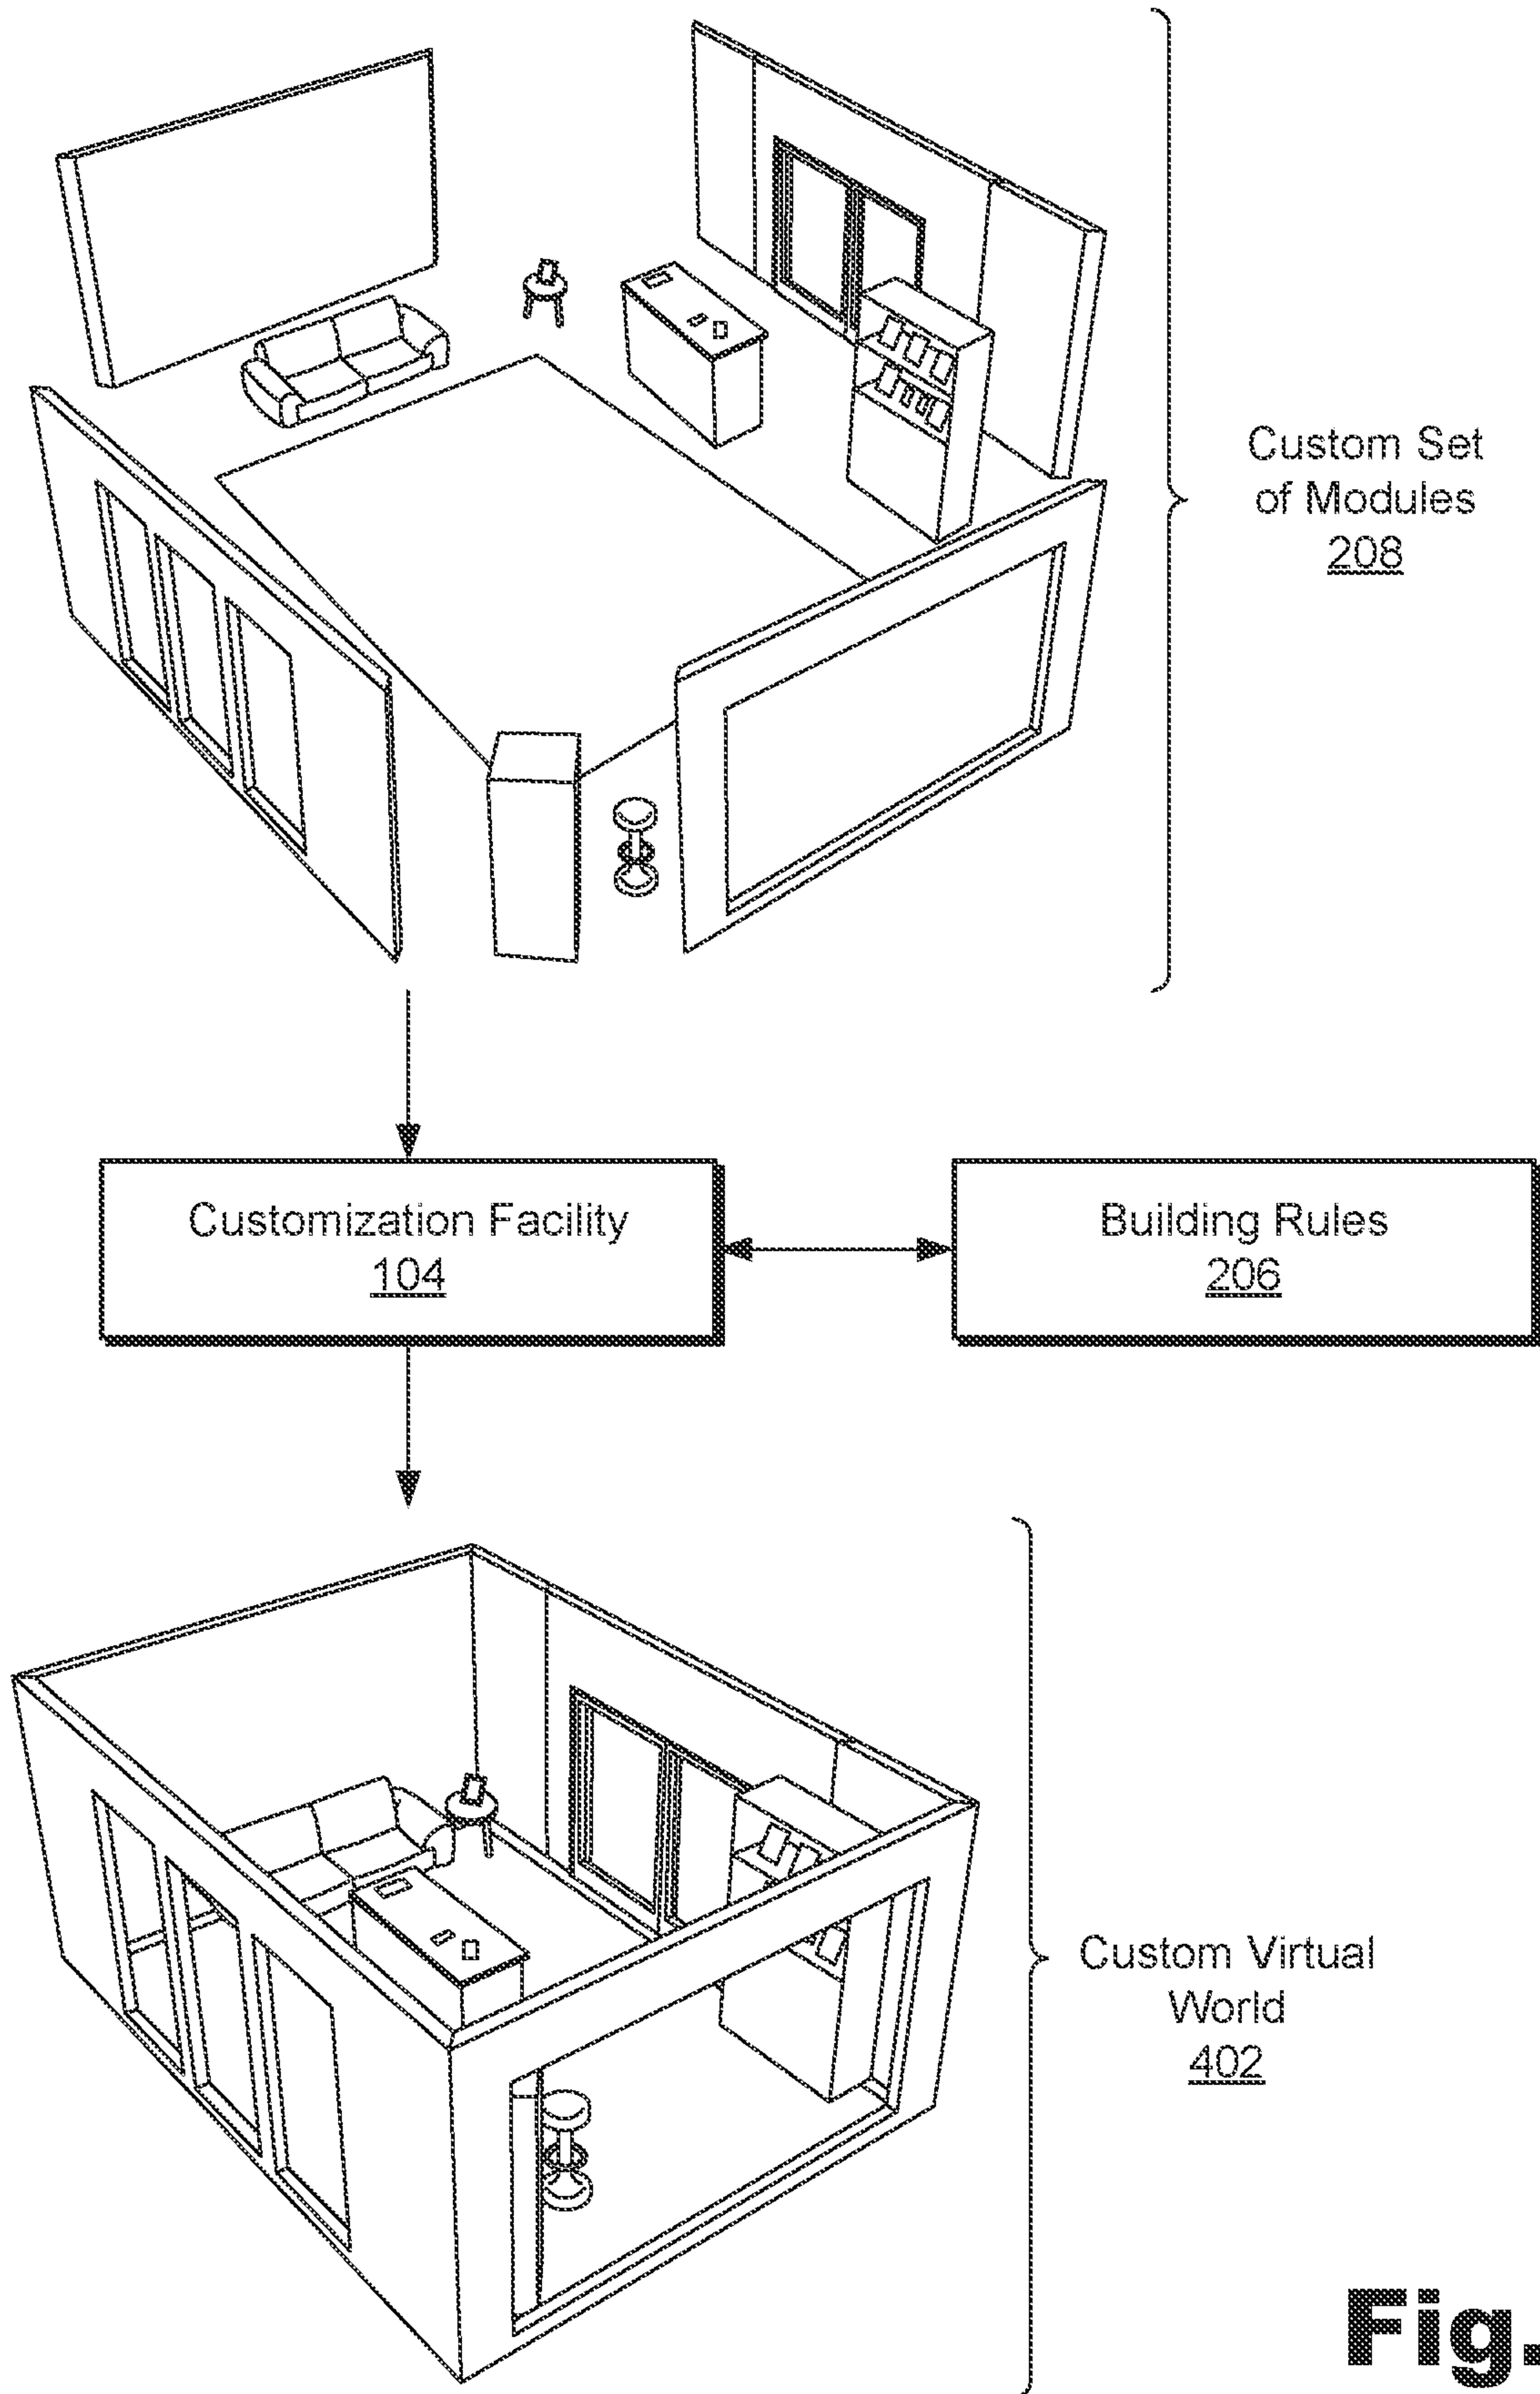 Custom Set
of Modules
208
Customization Facility
104
Building Rules
206
Custom Virtual
World
402
Fig.